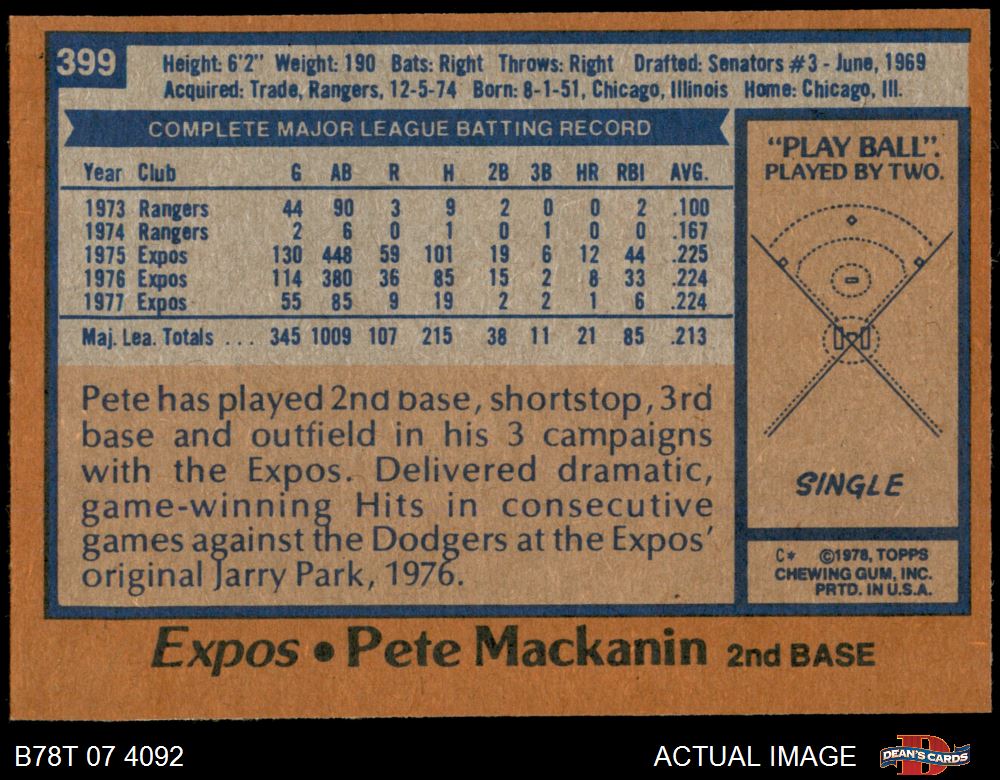 399
Height: 6'2" Weight: 190 Bats: Right Throws: Right Drafted: Senators #3 - June, 1969
Acquired: Trade, Rangers, 12-5-74 Born: 8-1-51, Chicago, Illinois Home: Chicago, Ill.
COMPLETE MAJOR LEAGUE BATTING RECORD
Year Club G AB R H 2B 3B HR RBI AVG.
1973 Rangers 44 90 3 9 2 0 0 2 .100
1974 Rangers 2 6 0 1 0 1 0 0 .167
1975 Expos 130 448 59 101 19 6 12 44 .225
1976 Expos 114 380 36 85 15 2 8 33 .224
1977 Expos 55 85 9 19 2 2 1 6 .224
Maj. Lea. Totals . . . 345 1009 107 215 38 11 21 85 .213
Pete has played 2nd base, shortstop, 3rd
base and outfield in his 3 campaigns
with the Expos. Delivered dramatic,
game-winning Hits in consecutive
games against the Dodgers at the Expos'
original Jarry Park, 1976.
"PLAY BALL".
PLAYED BY TWO.
SINGLE
C* ©1978, TOPPS
CHEWING GUM, INC.
PRTD. IN U.S.A.
Expos • Pete Mackanin 2nd BASE
B78T 07 4092
ACTUAL IMAGE
D
DEAN'S CARDS